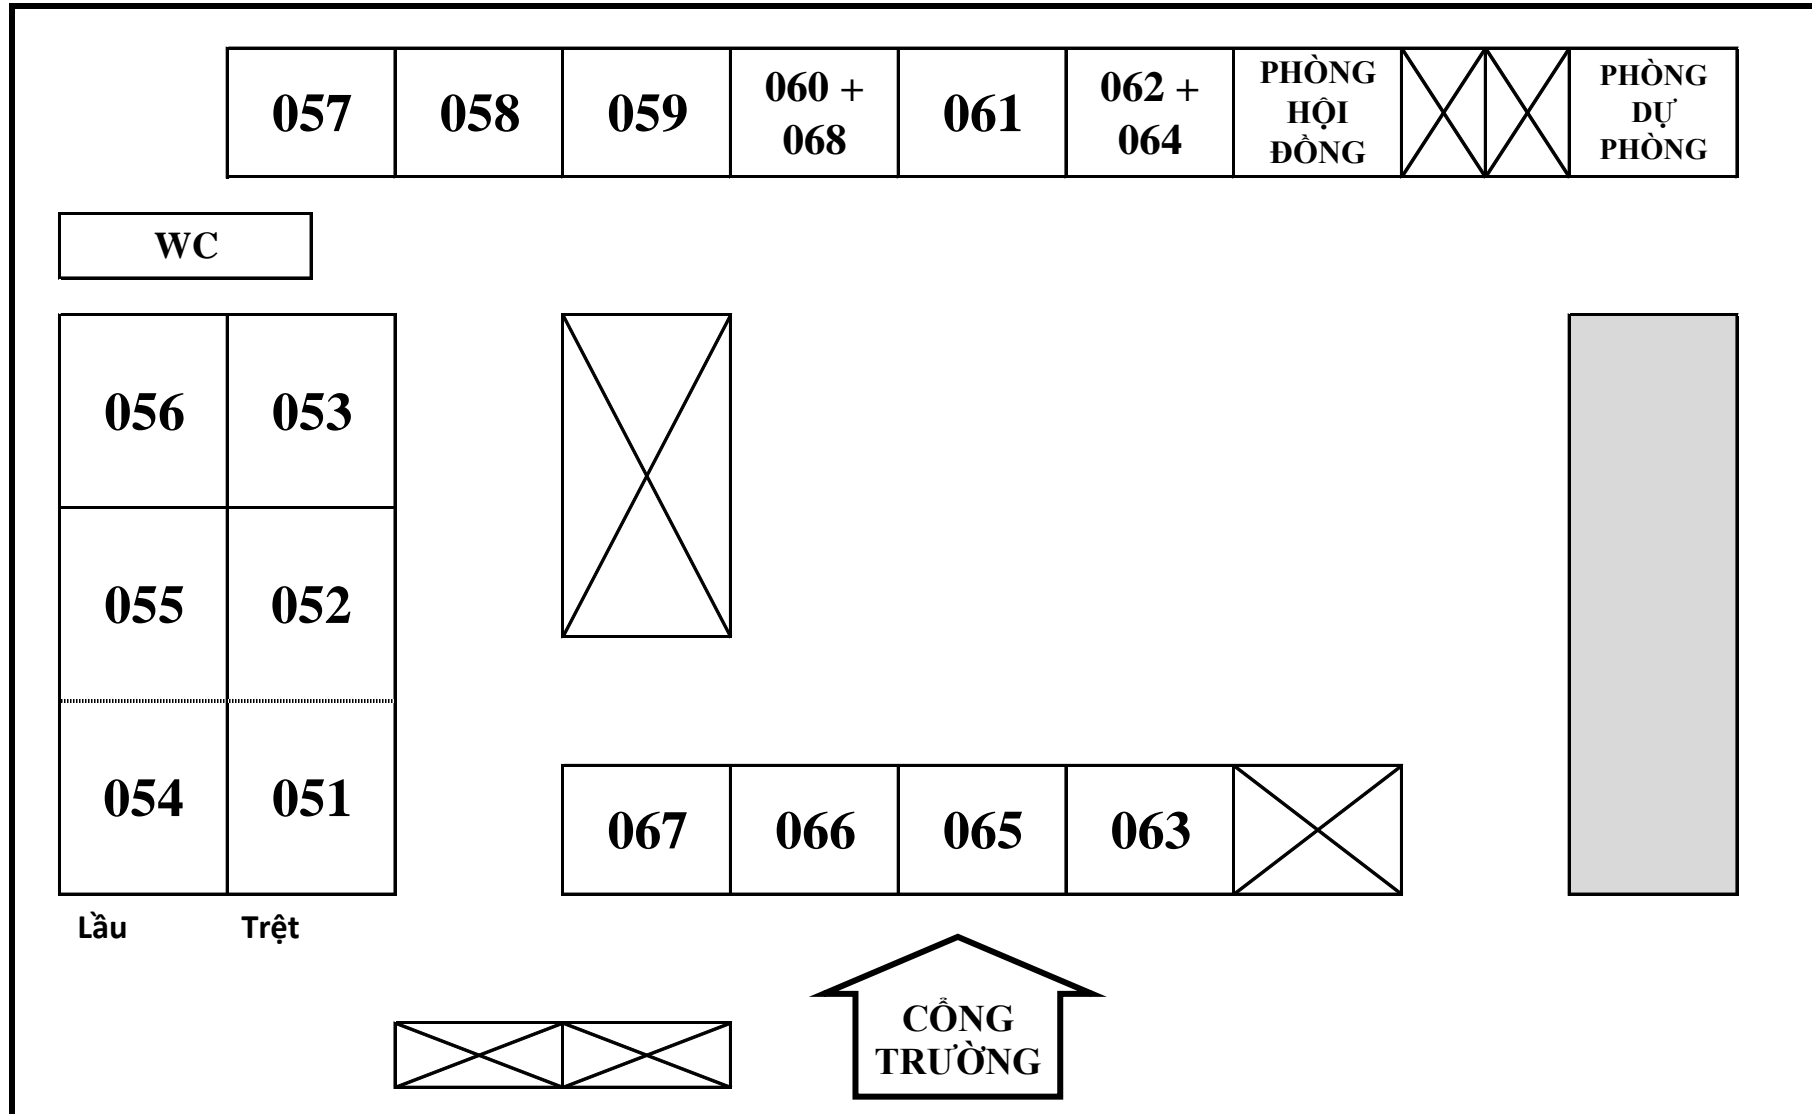 057
058
059
060 +
068
061
062 +
064
PHÒNG
HỘI
ĐỒNG
PHÒNG
DỰ
PHÒNG
WC
056
053
055
052
054
051
067
066
065
063
Lầu
Trệt
CỔNG
TRƯỜNG